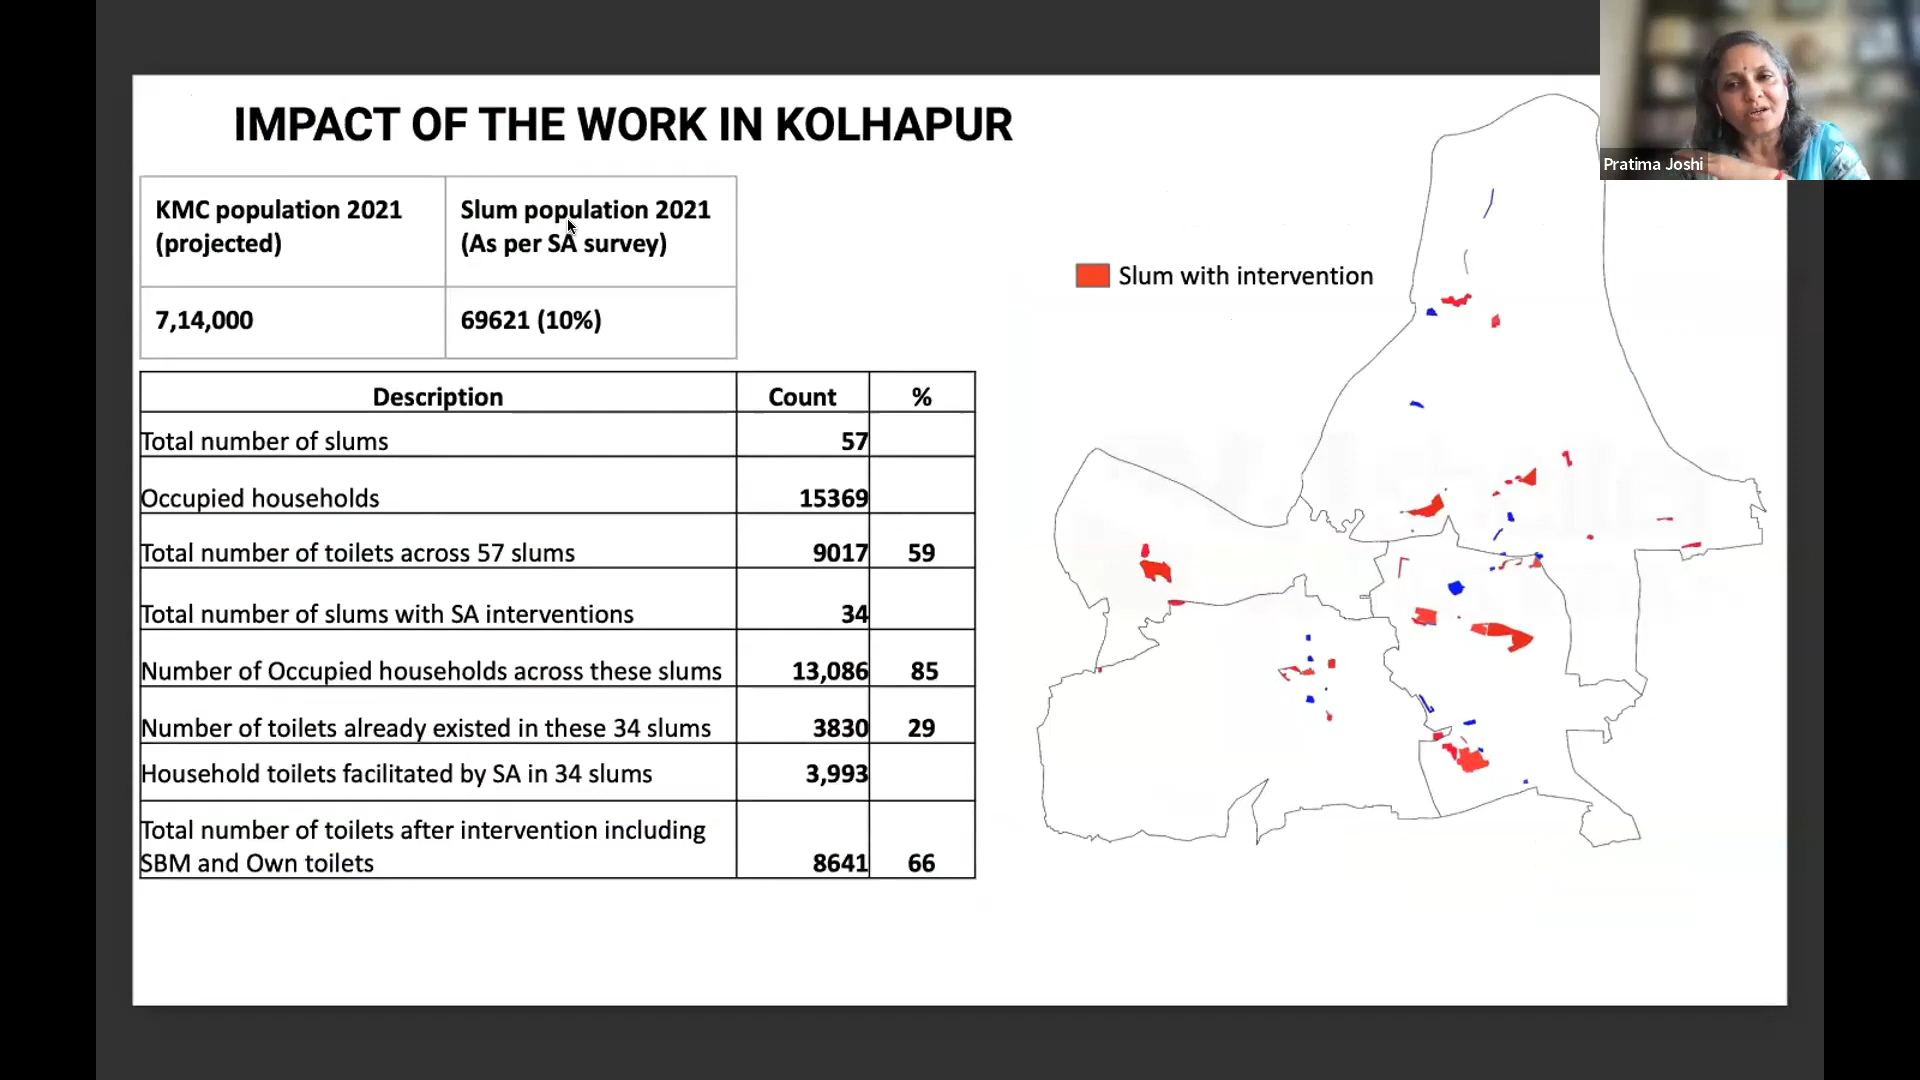 IMPACT OF THE WORK IN KOLHAPUR
Pratima Joshi
KMC population 2021
(projected)
Slum population 2021
(As per SA survey)
7,14,000
69621 (10%)
Slum with intervention
Description Count %
Total number of slums 57
Occupied households 15369
Total number of toilets across 57 slums 9017 59
Total number of slums with SA interventions 34
Number of Occupied households across these slums 13,086 85
Number of toilets already existed in these 34 slums 3830 29
Household toilets facilitated by SA in 34 slums 3,993
Total number of toilets after intervention including
SBM and Own toilets 8641 66